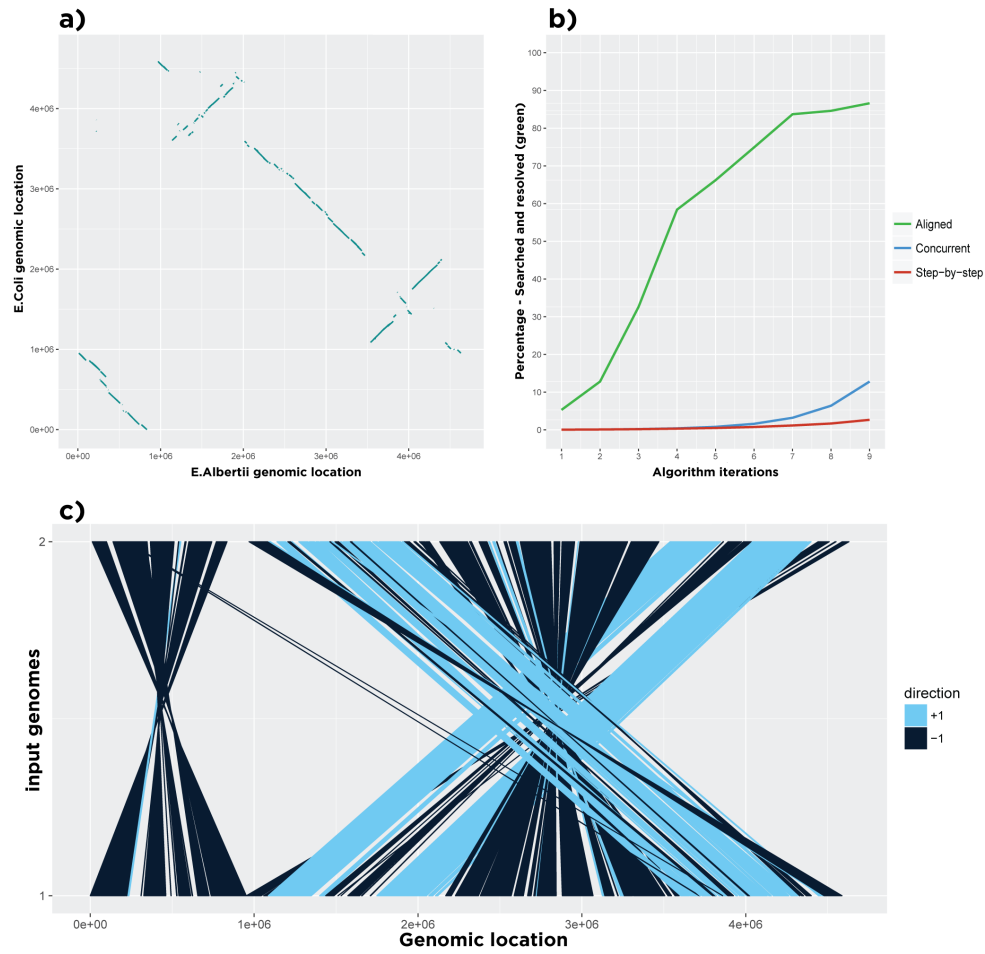 a)
E.Coli genomic location
4e+06
3e+06
2e+06
1e+06
0e+00
0e+00 1e+06 2e+06 3e+06 4e+06
E.Albertii genomic location
b)
Percentage - Searched and resolved (green)
100
90
80
70
60
50
40
30
20
10
0
1 2 3 4 5 6 7 8 9
Algorithm iterations
Aligned
Concurrent
Step-by-step
c)
input genomes
2
1
0e+00 1e+06 2e+06 3e+06 4e+06
Genomic location
direction
+1
−1